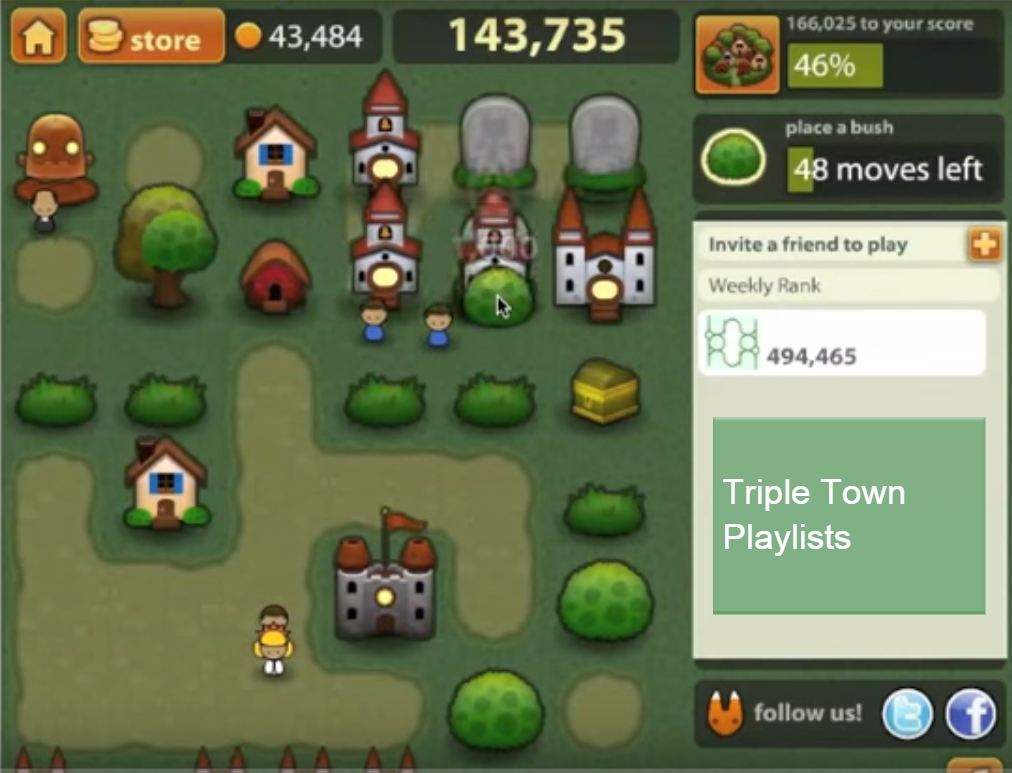 store
43,484
143,735
166,025 to your score
46%
place a bush
48 moves left
Invite a friend to play
Weekly Rank
494,465
Triple Town
Playlists
follow us!